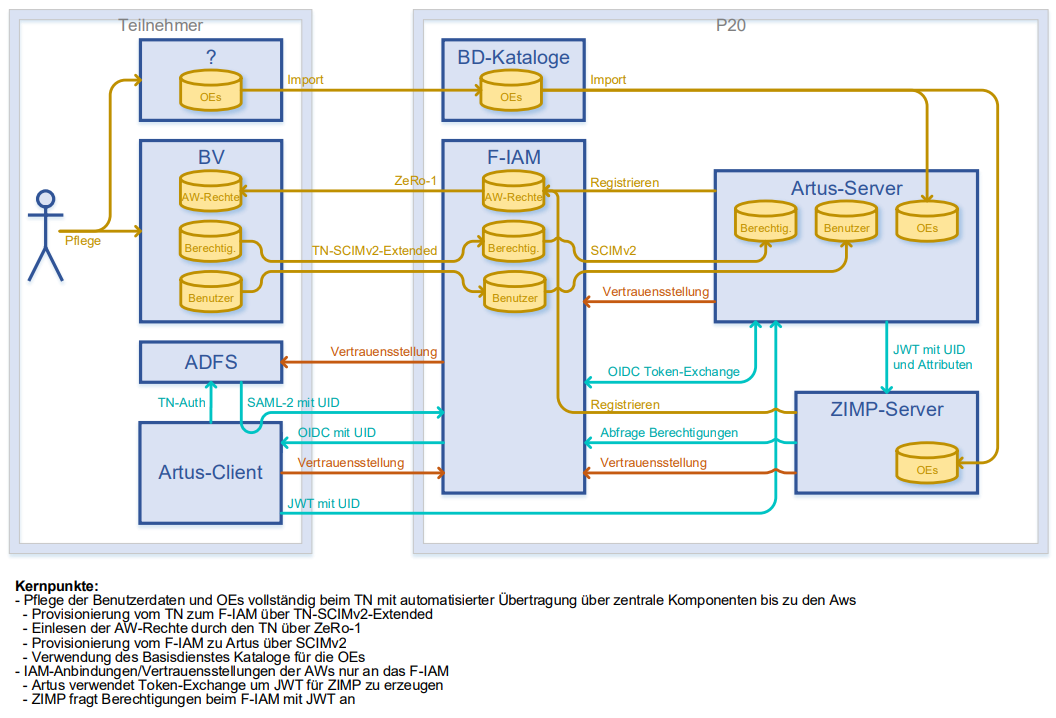 Teilnehmer
P20
?
OEs
Import
BD-Kataloge
OEs
Import
BV
AW-Rechte
Berechtig.
Benutzer
Pflege
ZeRo-1
TN-SCIMv2-Extended
F-IAM
AW-Rechte
Berechtig.
Benutzer
Registrieren
SCIMv2
Vertrauensstellung
Artus-Server
Berechtig.
Benutzer
OEs
ADFS
Vertrauensstellung
OIDC Token-Exchange
JWT mit UID
und Attributen
TN-Auth
SAML-2 mit UID
OIDC mit UID
Vertrauensstellung
JWT mit UID
Artus-Client
Registrieren
Abfrage Berechtigungen
Vertrauensstellung
ZIMP-Server
OEs
Kernpunkte:
- Pflege der Benutzerdaten und OEs vollständig beim TN mit automatisierter Übertragung über zentrale Komponenten bis zu den Aws
- Provisionierung vom TN zum F-IAM über TN-SCIMv2-Extended
- Einlesen der AW-Rechte durch den TN über ZeRo-1
- Provisionierung vom F-IAM zu Artus über SCIMv2
- Verwendung des Basisdienstes Kataloge für die OEs
- IAM-Anbindungen/Vertrauensstellungen der AWs nur an das F-IAM
- Artus verwendet Token-Exchange um JWT für ZIMP zu erzeugen
- ZIMP fragt Berechtigungen beim F-IAM mit JWT an